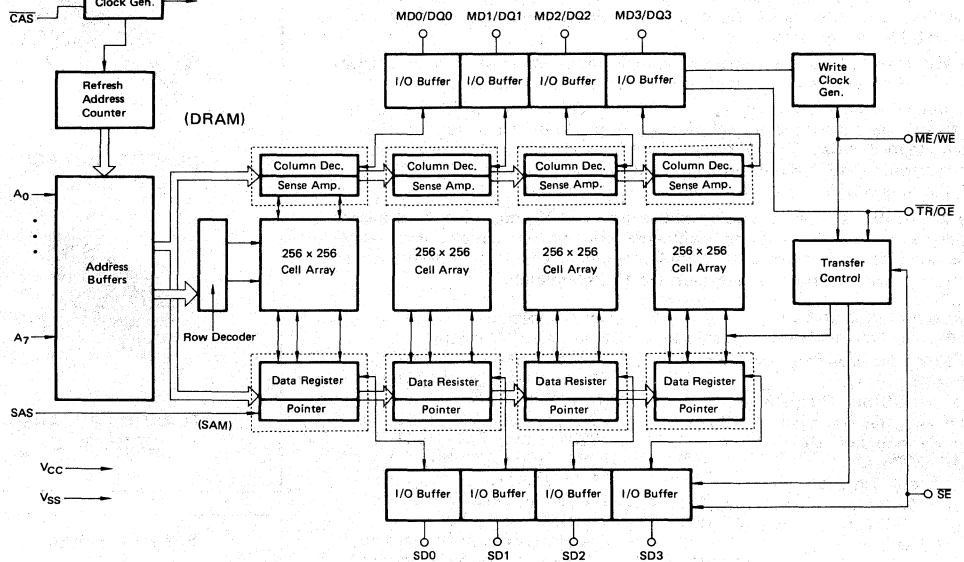 Clock Gen.
CAS
MD0/DQ0 MD1/DQ1 MD2/DQ2 MD3/DQ3
I/O Buffer I/O Buffer I/O Buffer I/O Buffer
Write
Clock
Gen.
Refresh
Address
Counter
(DRAM)
ME/WE
Column Dec. Column Dec. Column Dec. Column Dec.
Sense Amp. Sense Amp. Sense Amp. Sense Amp.
A0
TR/OE
256 x 256
Cell Array
256 x 256
Cell Array
256 x 256
Cell Array
256 x 256
Cell Array
Address
Buffers
Transfer
Control
A7
Row Decoder
Data Register Data Resister Data Resister Data Register
Pointer Pointer Pointer Pointer
SAS
(SAM)
VCC
VSS
I/O Buffer I/O Buffer I/O Buffer I/O Buffer
SE
SD0 SD1 SD2 SD3